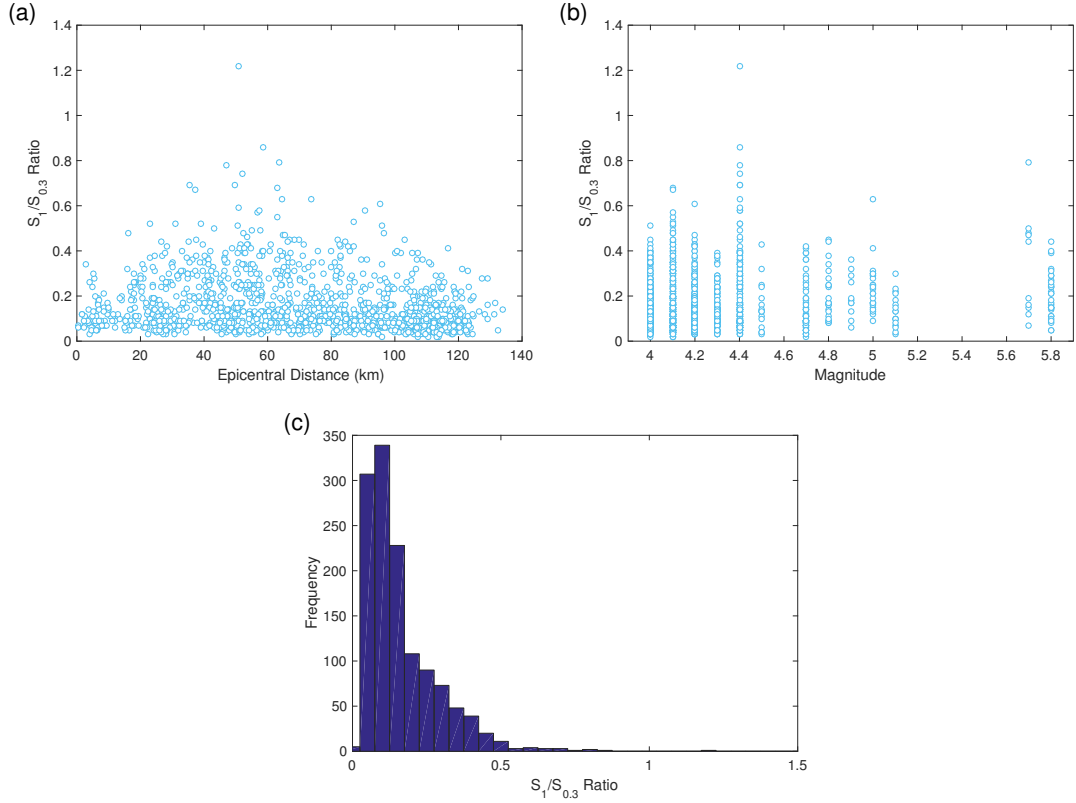 (a)
1.4
1.2
1
0.8
0.6
0.4
0.2
0
S1/S0.3 Ratio
0 20 40 60 80 100 120 140
Epicentral Distance (km)
(b)
1.4
1.2
1
0.8
0.6
0.4
0.2
0
S1/S0.3 Ratio
4 4.2 4.4 4.6 4.8 5 5.2 5.4 5.6 5.8
Magnitude
(c)
350
300
250
200
150
100
50
0
Frequency
0 0.5 1 1.5
S1/S0.3 Ratio